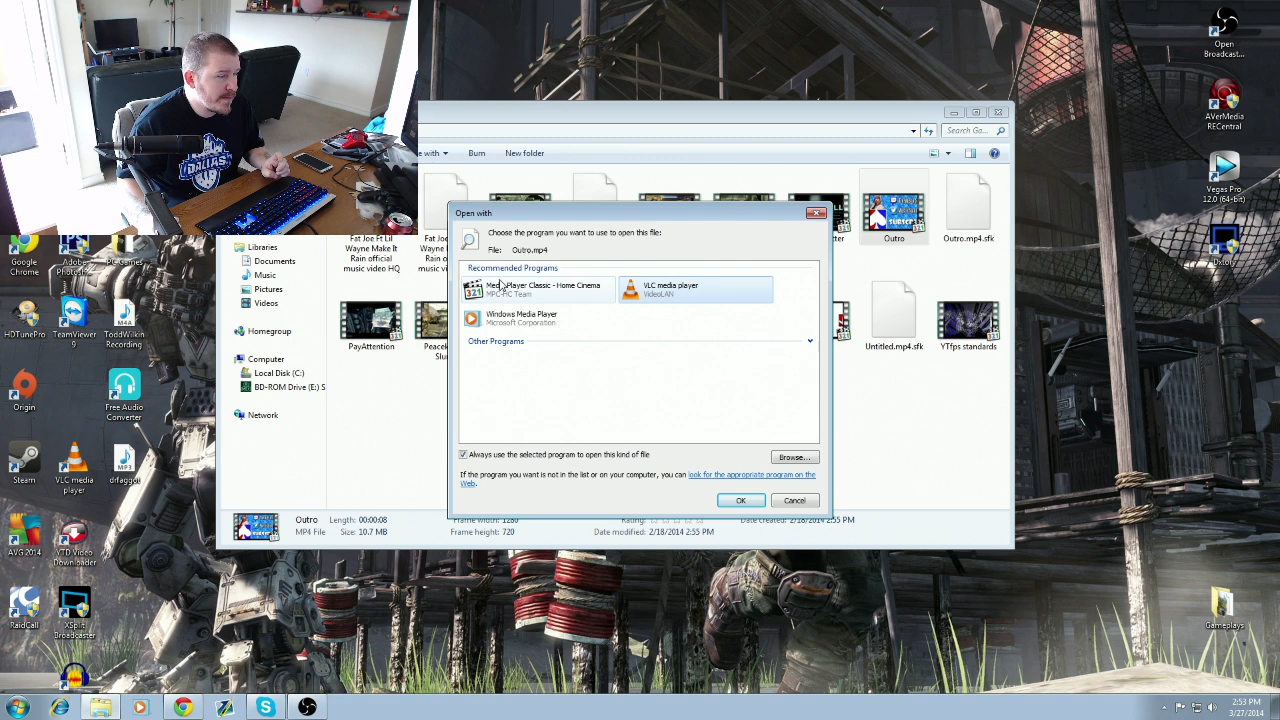 DALLAS
Open
Broadcast...
AVerMedia
RECentral
Vegas Pro
12.0 (64-bit)
Dxtory
Gameplays
Search Ga...
e with
Burn
New folder
Open with
Choose the program you want to use to open this file:
File: Outro.mp4
Recommended Programs
Media Player Classic - Home Cinema
MPC-HC Team
VLC media player
VideoLAN
Windows Media Player
Microsoft Corporation
Other Programs
Always use the selected program to open this kind of file
Browse...
If the program you want is not in the list or on your computer, you can look for the appropriate program on the
Web.
OK
Cancel
Fat Joe Ft Lil
Wayne Make It
Rain official
music video HQ
Outro
Outro.mp4.sfk
PayAttention
Untitled.mp4.sfk
YTfps standards
Libraries
Documents
Music
Pictures
Videos
Homegroup
Computer
Local Disk (C:)
BD-ROM Drive (E:) S
Network
Outro
Length: 00:00:08
Frame width: 1280
Rating:
Date created: 2/18/2014 2:55 PM
MP4 File
Size: 10.7 MB
Frame height: 720
Date modified: 2/18/2014 2:55 PM
Google
Chrome
Adobe
Photosh...
PC Games
HDTunePro
TeamViewer
9
M4A
ToddWilkin
Recording
Origin
Free Audio
Converter
Steam
VLC media
player
MP3
drfaggot
AVG 2014
YTD Video
Downloader
RaidCall
XSplit
Broadcaster
2:53 PM
3/27/2014